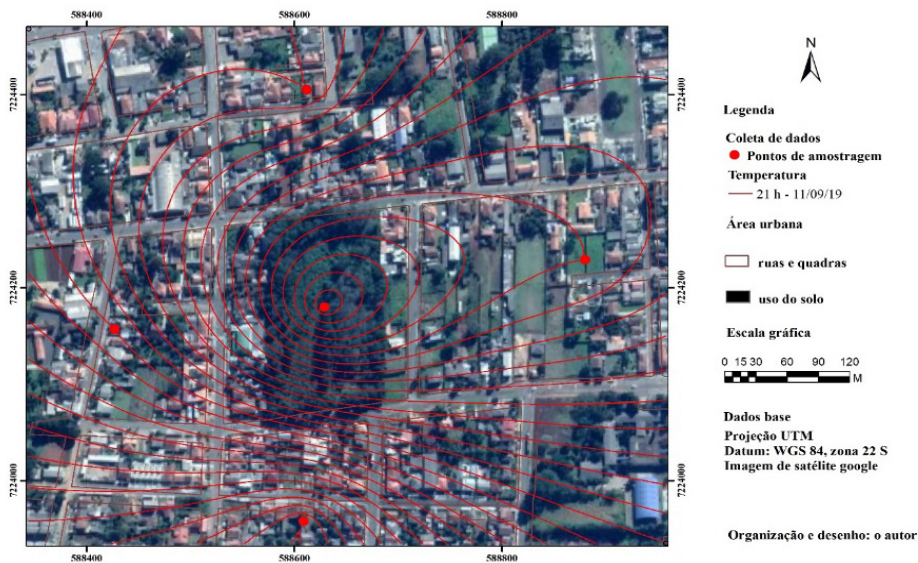 588400 588600 588800
7224400 7224400
7224200 7224200
7224000 7224000
588400 588600 588800
N
Legenda
Coleta de dados
Pontos de amostragem
Temperatura
21 h - 11/09/19
Área urbana
ruas e quadras
uso do solo
Escala gráfica
0 15 30 60 90 120
M
Dados base
Projeção UTM
Datum: WGS 84, zona 22 S
Imagem de satélite google
Organização e desenho: o autor